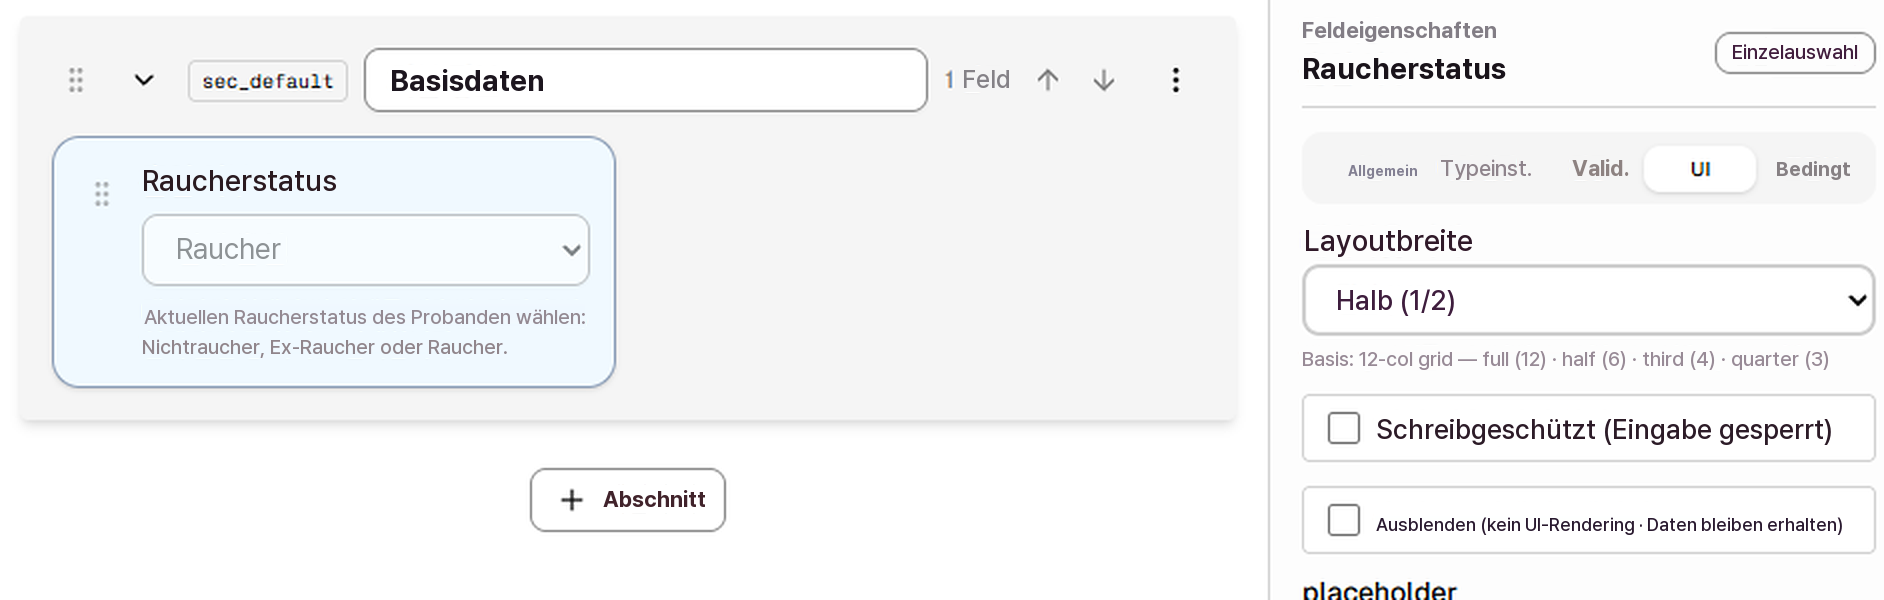 sec_default
Basisdaten
1 Feld
Raucherstatus
Raucher
Aktuellen Raucherstatus des Probanden wählen:
Nichtraucher, Ex-Raucher oder Raucher.
Abschnitt
Feldeigenschaften
Raucherstatus
Einzelauswahl
Allgemein
Typeinst.
Valid.
UI
Bedingt
Layoutbreite
Halb (1/2)
Basis: 12-col grid — full (12) · half (6) · third (4) · quarter (3)
Schreibgeschützt (Eingabe gesperrt)
Ausblenden (kein UI-Rendering · Daten bleiben erhalten)
placeholder